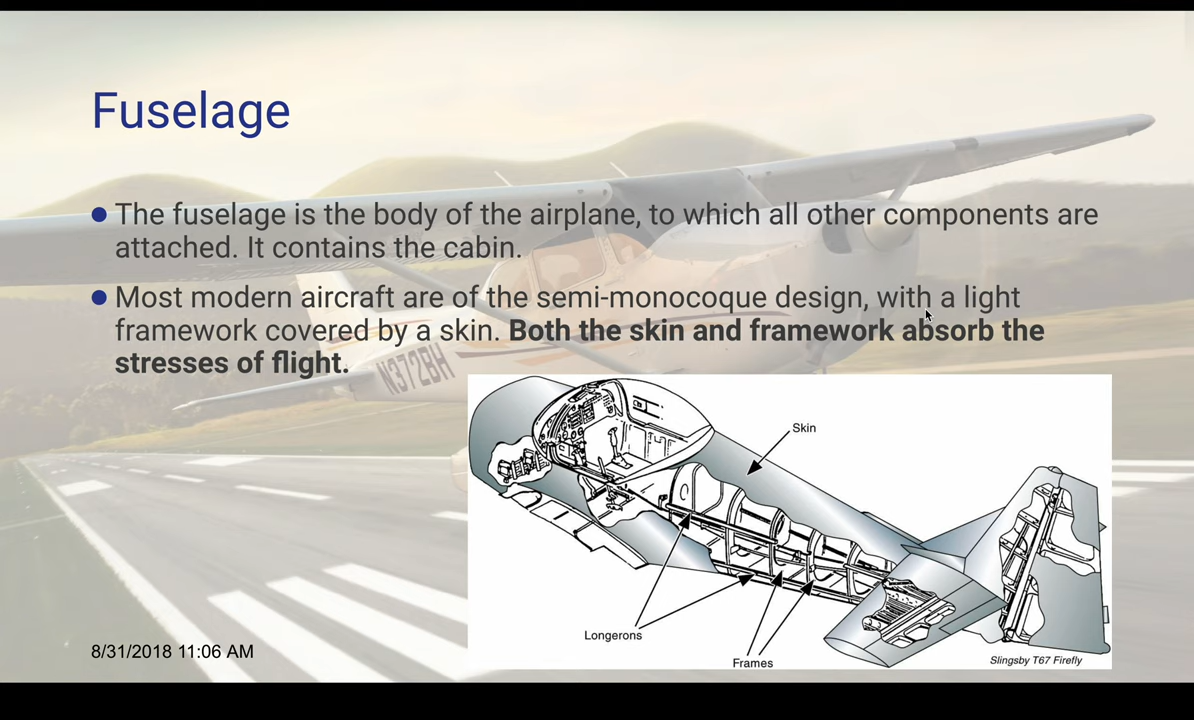 Fuselage
The fuselage is the body of the airplane, to which all other components are
attached. It contains the cabin.
Most modern aircraft are of the semi-monocoque design, with a light
framework covered by a skin. Both the skin and framework absorb the
stresses of flight.
N372BH
Skin
Longerons
Frames
Slingsby T67 Firefly
8/31/2018 11:06 AM